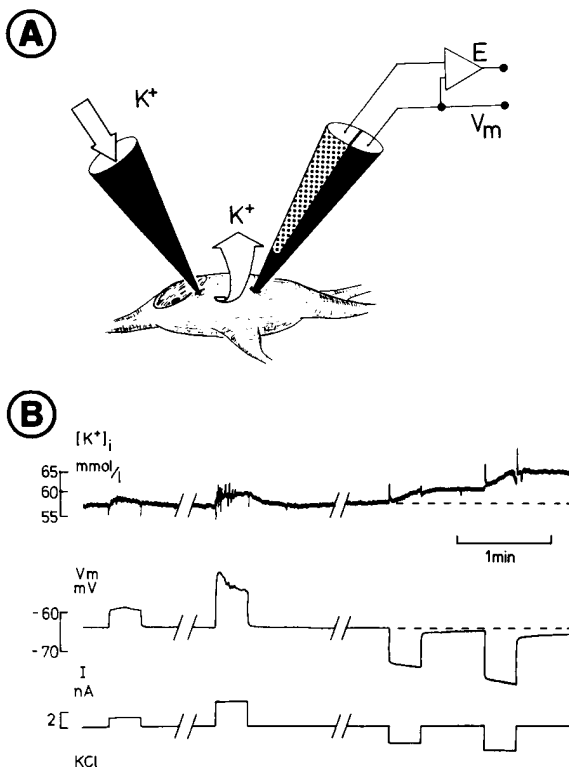 A
K+
K+
E
Vm
B
[K+]i
mmol/l
65
60
55
1min
Vm
mV
-60
-70
I
nA
2
KCl